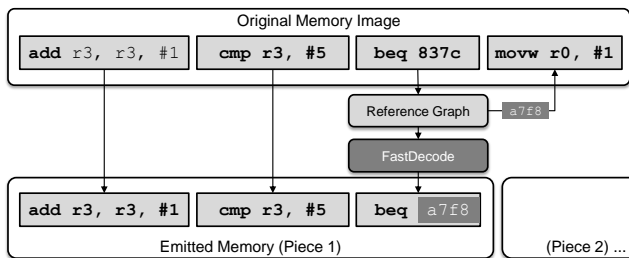 Original Memory Image
add r3, r3, #1 cmp r3, #5 beq 837c movw r0, #1
Reference Graph a7f8
FastDecode
add r3, r3, #1 cmp r3, #5 beq a7f8
Emitted Memory (Piece 1) (Piece 2) ...